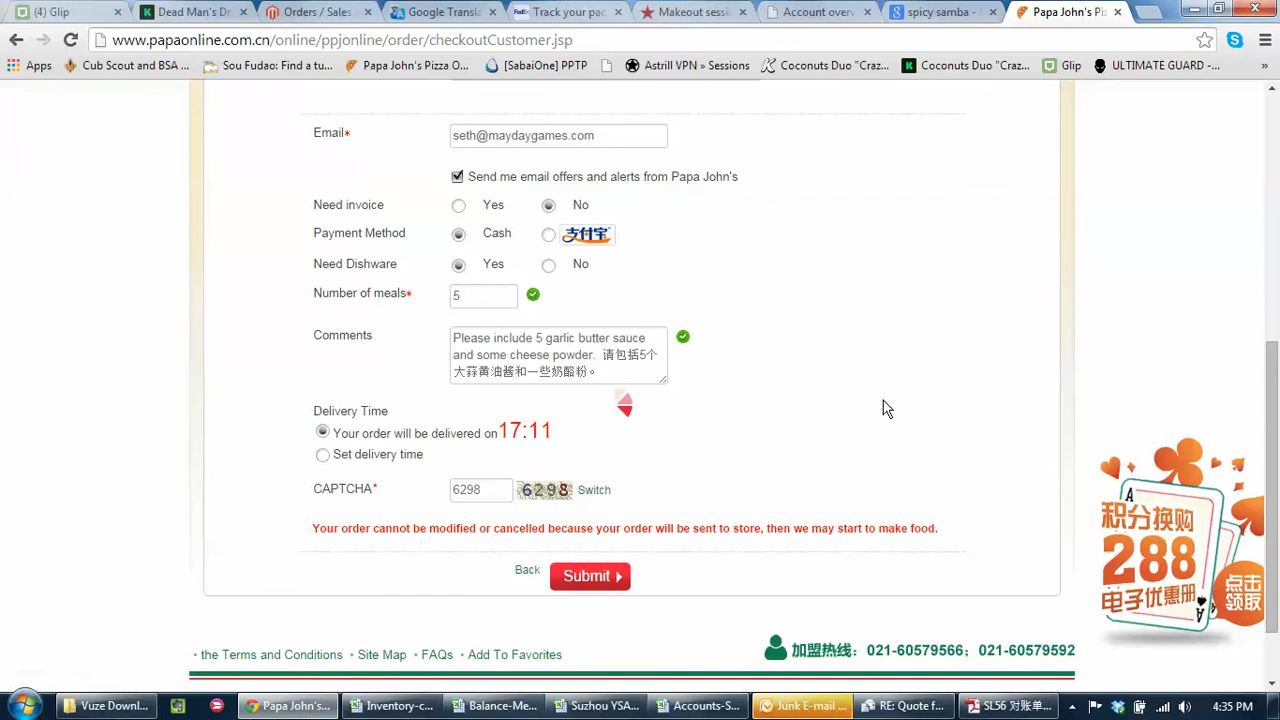 (4) Glip
Dead Man's Dr
Orders / Sales
Google Transla
Track your pac
Makeout sessi
Account overv
spicy samba -
Papa John's Pi
www.papaonline.com.cn/online/ppjonline/order/checkoutCustomer.jsp
Apps Cub Scout and BSA ... Sou Fudao: Find a tu... Papa John's Pizza O... [SabaiOne] PPTP Astrill VPN » Sessions Coconuts Duo "Craz... Coconuts Duo "Craz... Glip ULTIMATE GUARD -... »
Email*
seth@maydaygames.com
Send me email offers and alerts from Papa John's
Need invoice Yes No
Payment Method Cash 支付宝
Need Dishware Yes No
Number of meals* 5
Comments
Please include 5 garlic butter sauce
and some cheese powder. 请包括5个
大蒜黄油酱和一些奶酪粉。
Delivery Time
Your order will be delivered on 17:11
Set delivery time
CAPTCHA* 6298 6298 Switch
Your order cannot be modified or cancelled because your order will be sent to store, then we may start to make food.
Back Submit
A
积分换购
288
电子优惠册
点击
领取
A
the Terms and Conditions Site Map FAQs Add To Favorites
加盟热线：021-60579566；021-60579592
Vuze Downl... Papa John's... Inventory-c... Balance-Me... Suzhou YSA... Accounts-S... Junk E-mail ... RE: Quote f... SL56 对账单... 4:35 PM